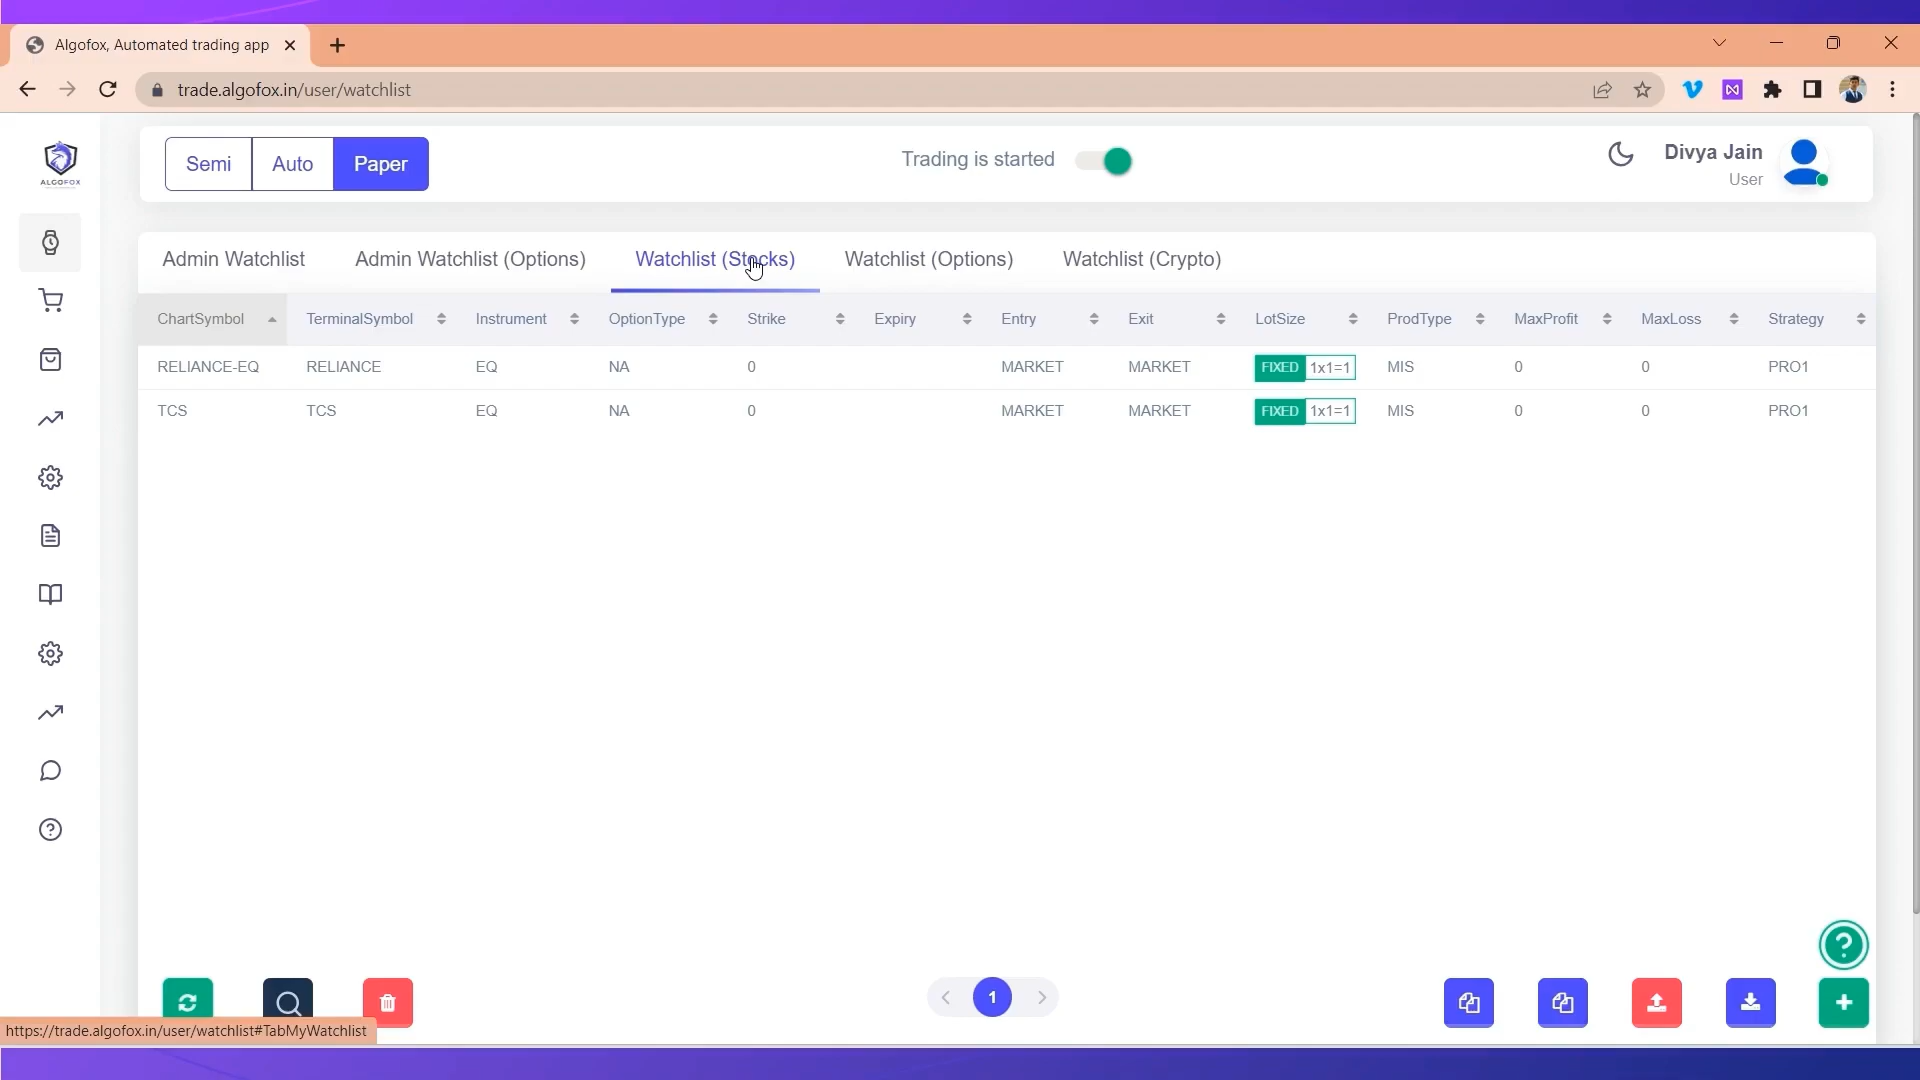 Algofox, Automated trading app
trade.algofox.in/user/watchlist
ALGOFOX
Semi Auto Paper
Trading is started
Divya Jain
User
Admin Watchlist Admin Watchlist (Options) Watchlist (Stocks) Watchlist (Options) Watchlist (Crypto)
ChartSymbol TerminalSymbol Instrument OptionType Strike Expiry Entry Exit LotSize ProdType MaxProfit MaxLoss Strategy
RELIANCE-EQ RELIANCE EQ NA 0 MARKET MARKET FIXED 1x1=1 MIS 0 0 PRO1
TCS TCS EQ NA 0 MARKET MARKET FIXED 1x1=1 MIS 0 0 PRO1
1
https://trade.algofox.in/user/watchlist#TabMyWatchlist